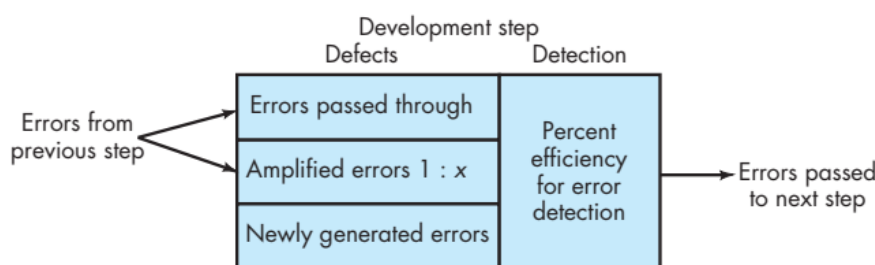 Development step
Defects
Detection
Errors from
previous step
Errors passed through
Amplified errors 1 : x
Newly generated errors
Percent
efficiency
for error
detection
Errors passed
to next step